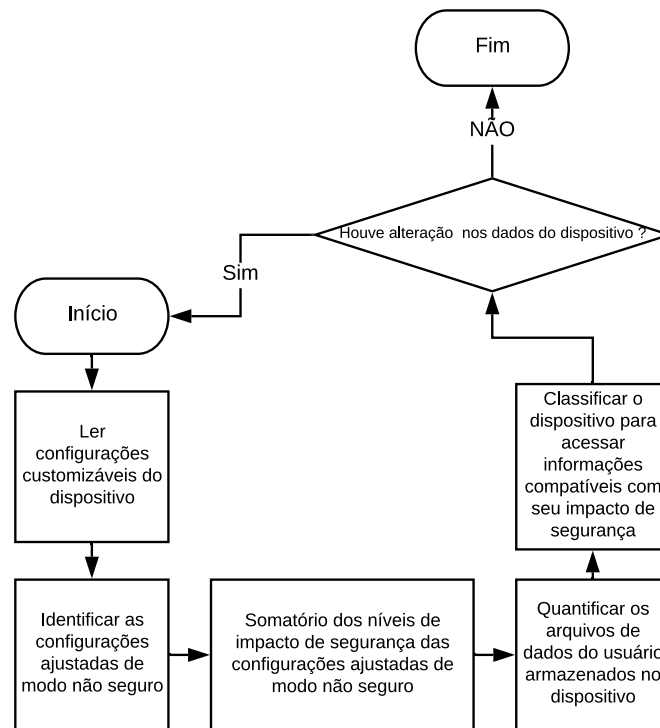 Fim
NÃO
Houve alteração nos dados do dispositivo ?
Sim
Início
Ler
configurações
customizáveis do
dispositivo
Classificar o
dispositivo para
acessar
informações
compatíveis com
seu impacto de
segurança
Identificar as
configurações
ajustadas de
modo não seguro
Somatório dos níveis de
impacto de segurança das
configurações ajustadas de
modo não seguro
Quantificar os
arquivos de
dados do usuário
armazenados no
dispositivo